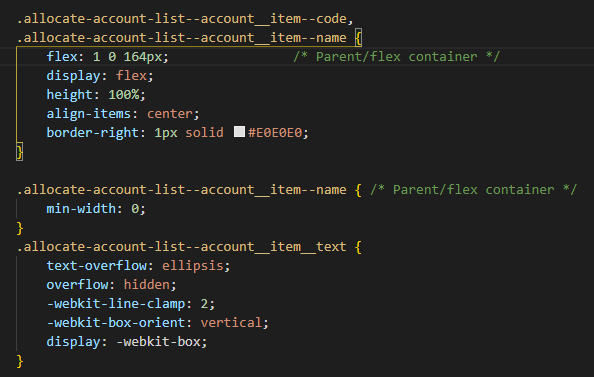 .allocate-account-list--account__item--code,
.allocate-account-list--account__item--name {
    flex: 1 0 164px;                /* Parent/flex container */
    display: flex;
    height: 100%;
    align-items: center;
    border-right: 1px solid #E0E0E0;
}

.allocate-account-list--account__item--name { /* Parent/flex container */
    min-width: 0;
}
.allocate-account-list--account__item__text {
    text-overflow: ellipsis;
    overflow: hidden;
    -webkit-line-clamp: 2;
    -webkit-box-orient: vertical;
    display: -webkit-box;
}